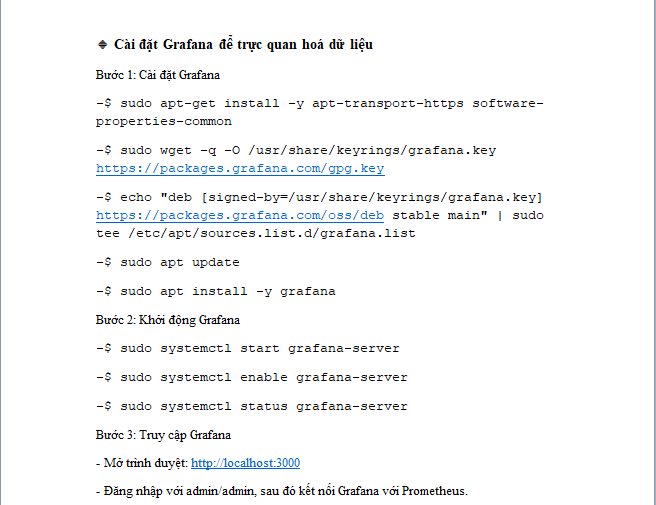 ❖ Cài đặt Grafana để trực quan hoá dữ liệu
Bước 1: Cài đặt Grafana
-$ sudo apt-get install -y apt-transport-https software-
properties-common
-$ sudo wget -q -O /usr/share/keyrings/grafana.key
https://packages.grafana.com/gpg.key
-$ echo "deb [signed-by=/usr/share/keyrings/grafana.key]
https://packages.grafana.com/oss/deb stable main" | sudo
tee /etc/apt/sources.list.d/grafana.list
-$ sudo apt update
-$ sudo apt install -y grafana
Bước 2: Khởi động Grafana
-$ sudo systemctl start grafana-server
-$ sudo systemctl enable grafana-server
-$ sudo systemctl status grafana-server
Bước 3: Truy cập Grafana
- Mở trình duyệt: http://localhost:3000
- Đăng nhập với admin/admin, sau đó kết nối Grafana với Prometheus.